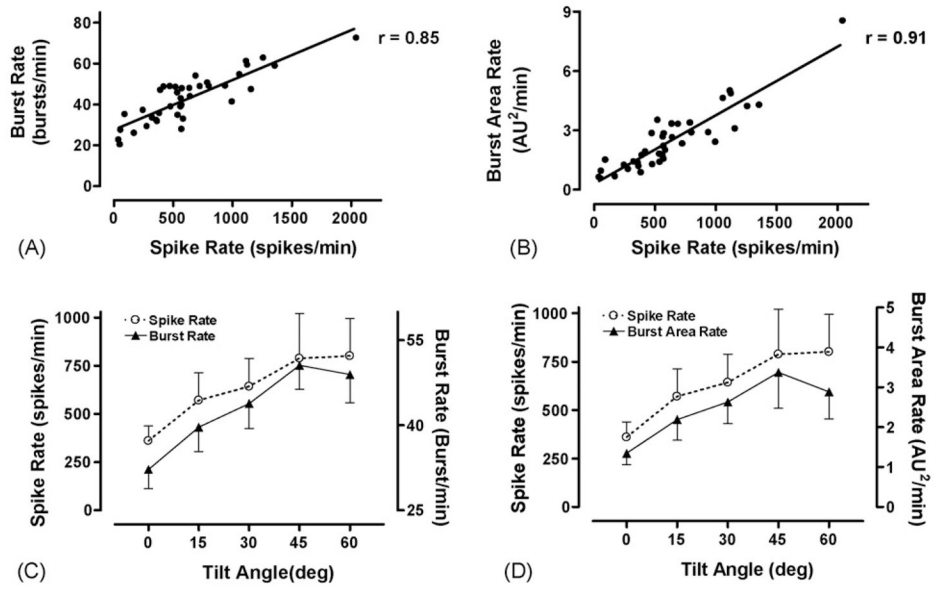 80
60
40
20
0
Burst Rate
(bursts/min)
r = 0.85
0 500 1000 1500 2000
Spike Rate (spikes/min)
(A)
9
6
3
0
Burst Area Rate
(AU²/min)
r = 0.91
0 500 1000 1500 2000
Spike Rate (spikes/min)
(B)
1000
750
500
250
0
Spike Rate (spikes/min)
Spike Rate
Burst Rate
55
40
25
Burst Rate (Burst/min)
0 15 30 45 60
Tilt Angle(deg)
(C)
1000
750
500
250
0
Spike Rate (spikes/min)
Spike Rate
Burst Area Rate
5
4
3
2
1
0
Burst Area Rate (AU²/min)
0 15 30 45 60
Tilt Angle (deg)
(D)